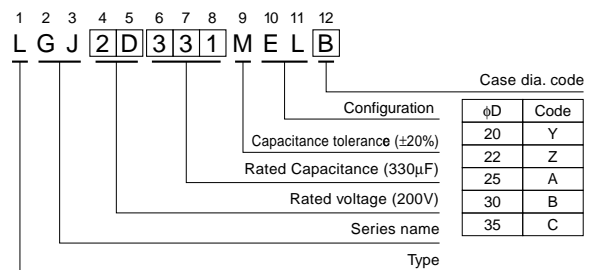 1 2 3 4 5 6 7 8 9 10 11 12
L G J 2 D 3 3 1 M E L B
Case dia. code
Configuration
Capacitance tolerance (±20%)
Rated Capacitance (330µF)
Rated voltage (200V)
Series name
Type
ϕD Code
20 Y
22 Z
25 A
30 B
35 C